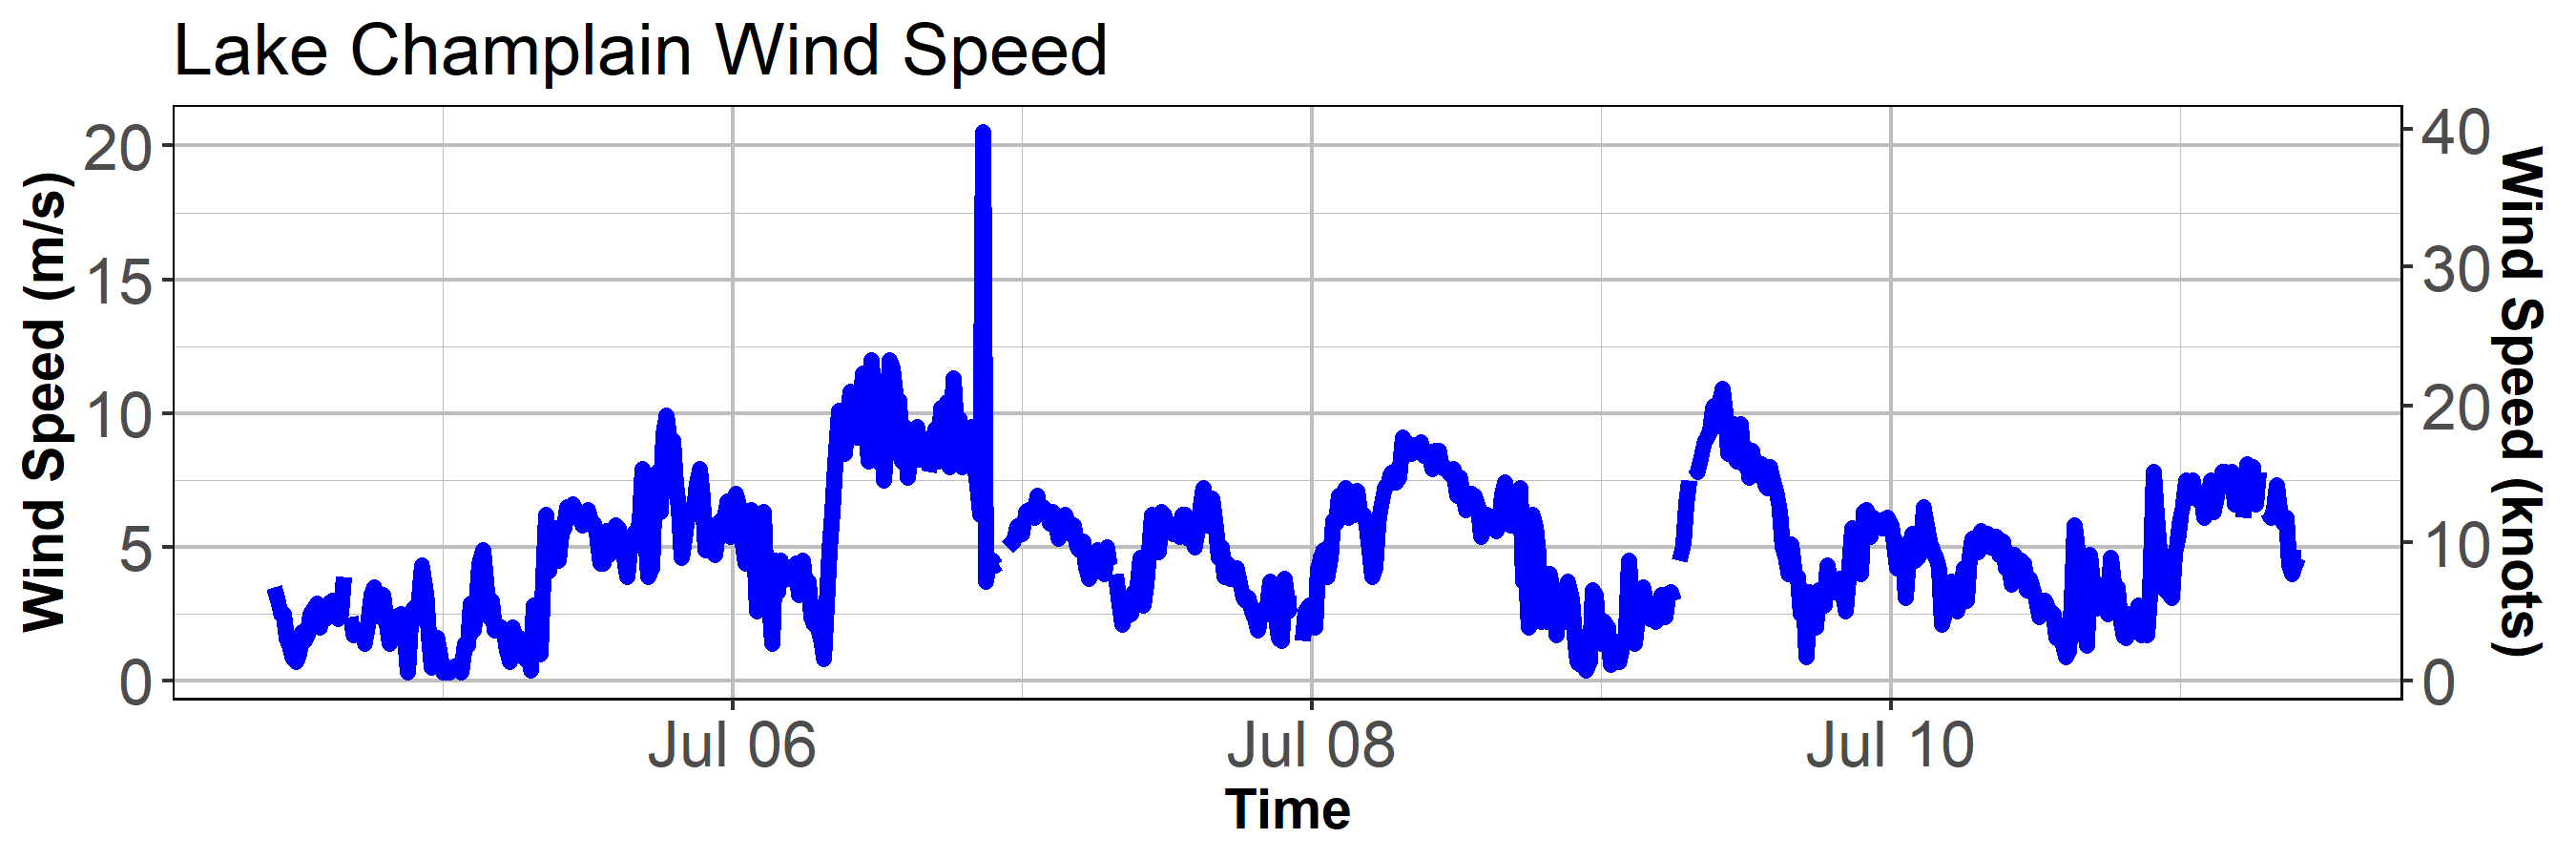 Lake Champlain Wind Speed
Wind Speed (m/s)
20
15
10
5
0
40
30
20
10
0
Wind Speed (knots)
Jul 06
Jul 08
Jul 10
Time